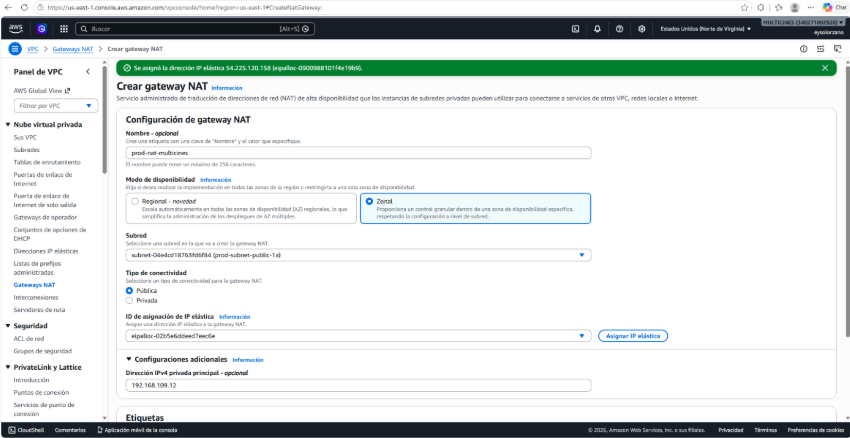 https://us-east-1.console.aws.amazon.com/vpcconsole/home?region=us-east-1#CreateNatGateway:
Chat
aws
Buscar
[Alt+S]
Estados Unidos (Norte de Virginia)
eysolorzano
VPC > Gateways NAT > Crear gateway NAT
Panel de VPC
AWS Global View
Filtrar por VPC
Nube virtual privada
Sus VPC
Subredes
Tablas de enrutamiento
Puertas de enlace de
Internet
Puerta de enlace de
Internet de solo salida
Gateways de operador
Conjuntos de opciones de
DHCP
Direcciones IP elásticas
Listas de prefijos
administradas
Gateways NAT
Interconexiones
Servidores de ruta
Seguridad
ACL de red
Grupos de seguridad
PrivateLink y Lattice
Introducción
Puntos de conexión
Servicios de punto de
conexión
Se asignó la dirección IP elástica 54.225.120.158 (eipalloc-0900988101f4e19b9).
Crear gateway NAT Información
Servicio administrado de traducción de direcciones de red (NAT) de alta disponibilidad que las instancias de subredes privadas pueden utilizar para conectarse a servicios de otras VPC, redes locales o Internet.
Configuración de gateway NAT
Nombre - opcional
Cree una etiqueta con una clave de "Nombre" y el valor que especifique.
prod-nat-multicines
El nombre puede tener un máximo de 256 caracteres.
Modo de disponibilidad Información
Elija si desea realizar la implementación en todas las zonas de la región o restringirla a una sola zona de disponibilidad
Regional - novedad
Escala automáticamente en todas las zonas de disponibilidad (AZ) regionales, lo que
simplifica la administración de los despliegues de AZ múltiples.
Zonal
Proporciona un control granular dentro de una zona de disponibilidad específica,
respetando la configuración a nivel de subred.
Subred
Seleccione una subred en la que va a crear la gateway NAT.
subnet-04e4cd18763fd6f84 (prod-subnet-public-1a)
Tipo de conectividad
Seleccione un tipo de conectividad para la gateway NAT.
Pública
Privada
ID de asignación de IP elástica Información
Asigne una dirección IP elástica a la gateway NAT.
eipalloc-02b5e6ddeed7eec6e
Asignar IP elástica
Configuraciones adicionales Información
Dirección IPv4 privada principal - opcional
192.168.109.12
Etiquetas
CloudShell Comentarios Aplicación móvil de la consola
© 2026, Amazon Web Services, Inc. o sus filiales. Privacidad Términos Preferencias de cookies